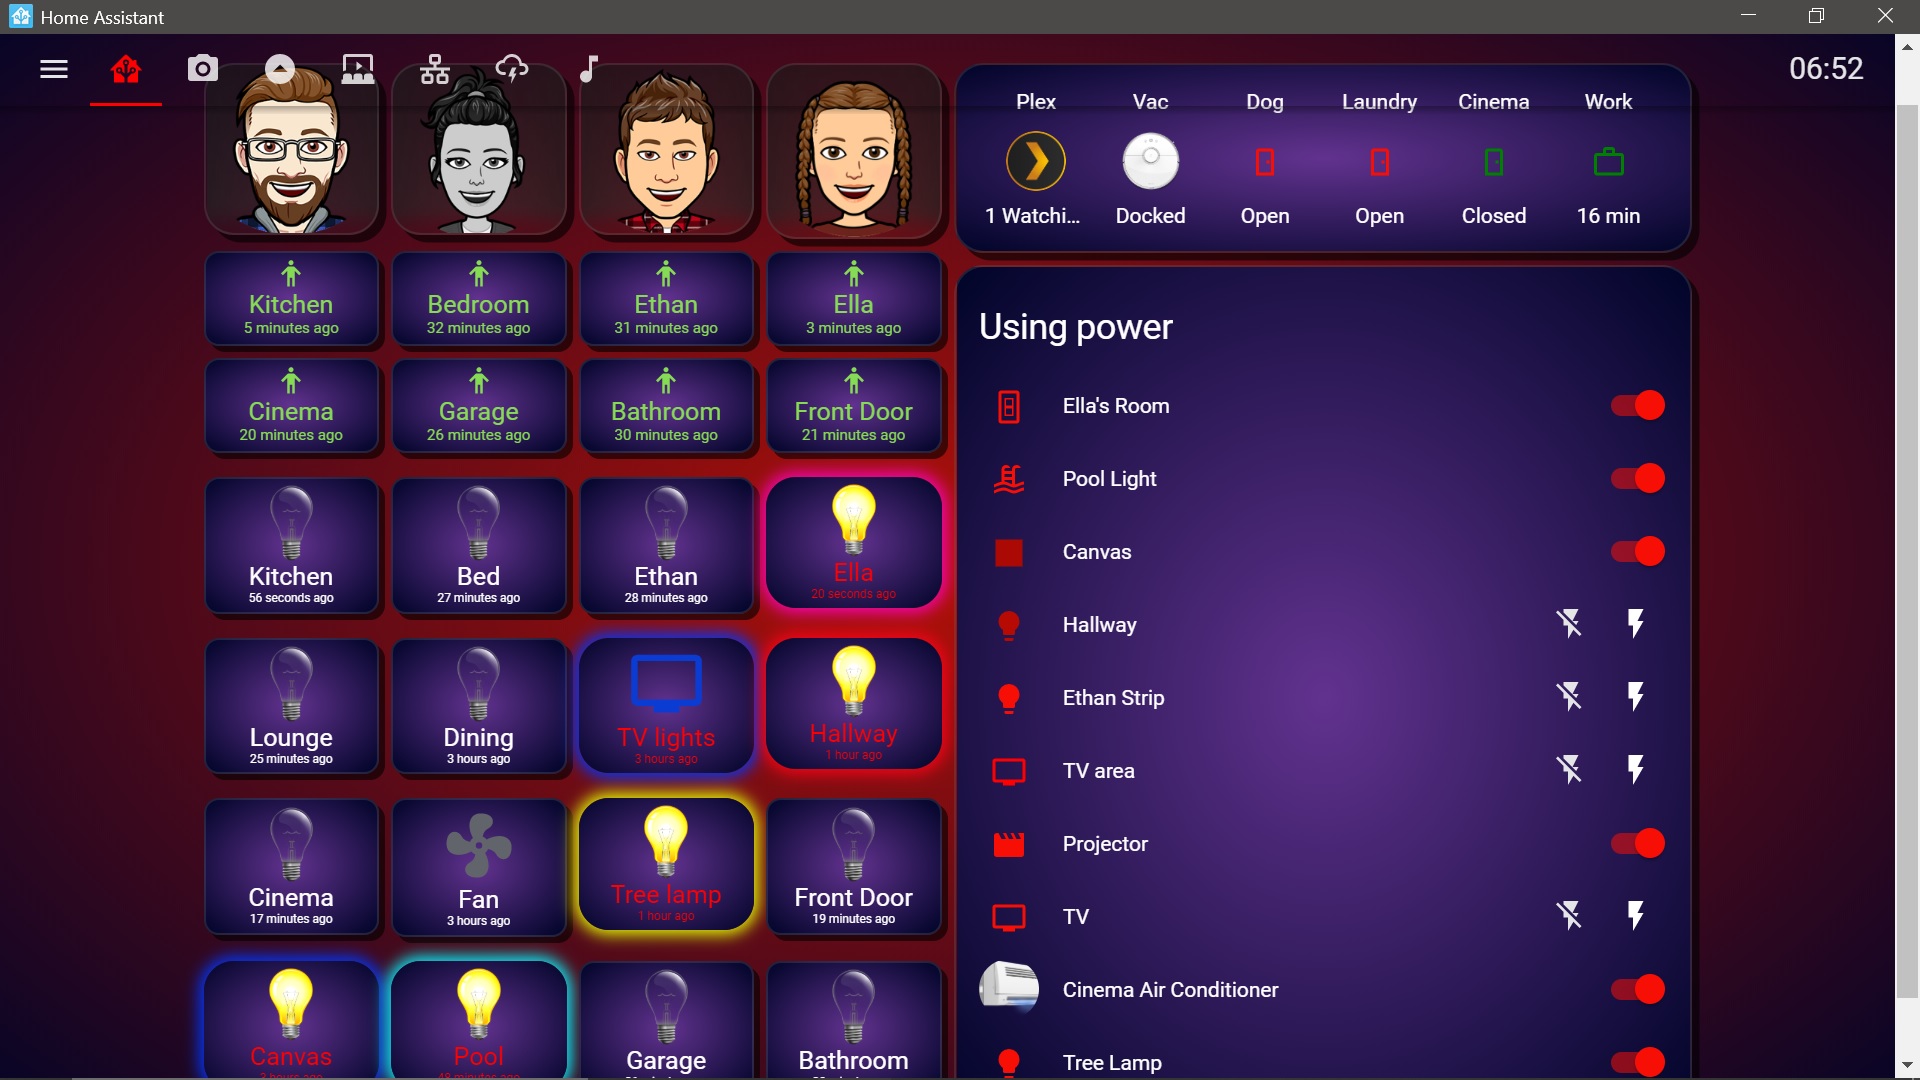 Home Assistant
06:52
Plex Vac Dog Laundry Cinema Work
1 Watchi... Docked Open Open Closed 16 min
Kitchen Bedroom Ethan Ella
5 minutes ago 32 minutes ago 31 minutes ago 3 minutes ago
Cinema Garage Bathroom Front Door
20 minutes ago 26 minutes ago 30 minutes ago 21 minutes ago
Kitchen Bed Ethan Ella
56 seconds ago 27 minutes ago 28 minutes ago 20 seconds ago
Lounge Dining TV lights Hallway
25 minutes ago 3 hours ago 3 hours ago 1 hour ago
Cinema Fan Tree lamp Front Door
17 minutes ago 3 hours ago 1 hour ago 19 minutes ago
Canvas Pool Garage Bathroom
3 hours ago 48 minutes ago
Using power
Ella's Room
Pool Light
Canvas
Hallway
Ethan Strip
TV area
Projector
TV
Cinema Air Conditioner
Tree Lamp